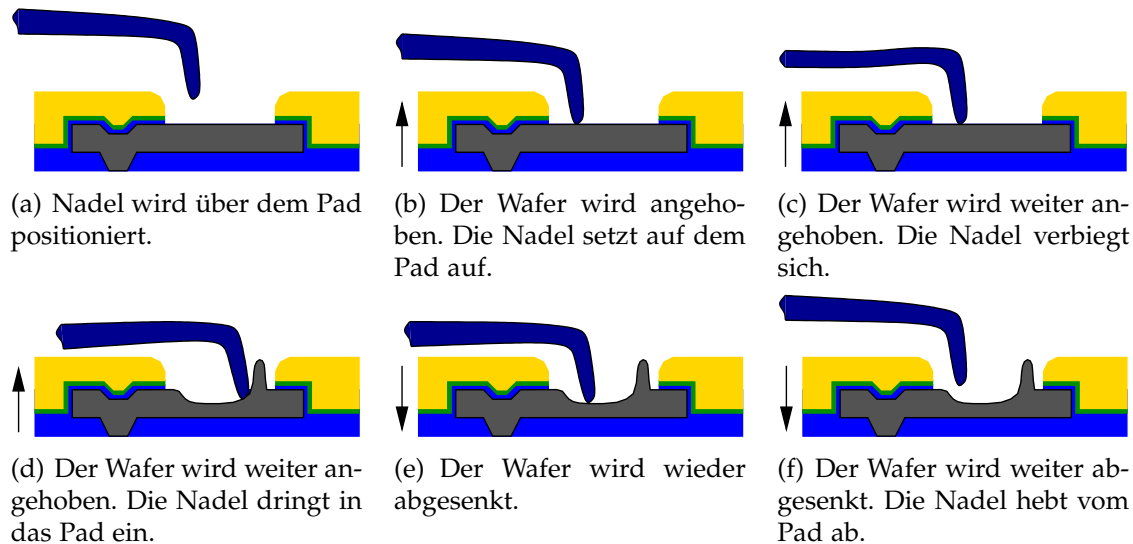 (a) Nadel wird über dem Pad
positioniert.
(b) Der Wafer wird angeho-
ben. Die Nadel setzt auf dem
Pad auf.
(c) Der Wafer wird weiter an-
gehoben. Die Nadel verbiegt
sich.
(d) Der Wafer wird weiter an-
gehoben. Die Nadel dringt in
das Pad ein.
(e) Der Wafer wird wieder
abgesenkt.
(f) Der Wafer wird weiter ab-
gesenkt. Die Nadel hebt vom
Pad ab.